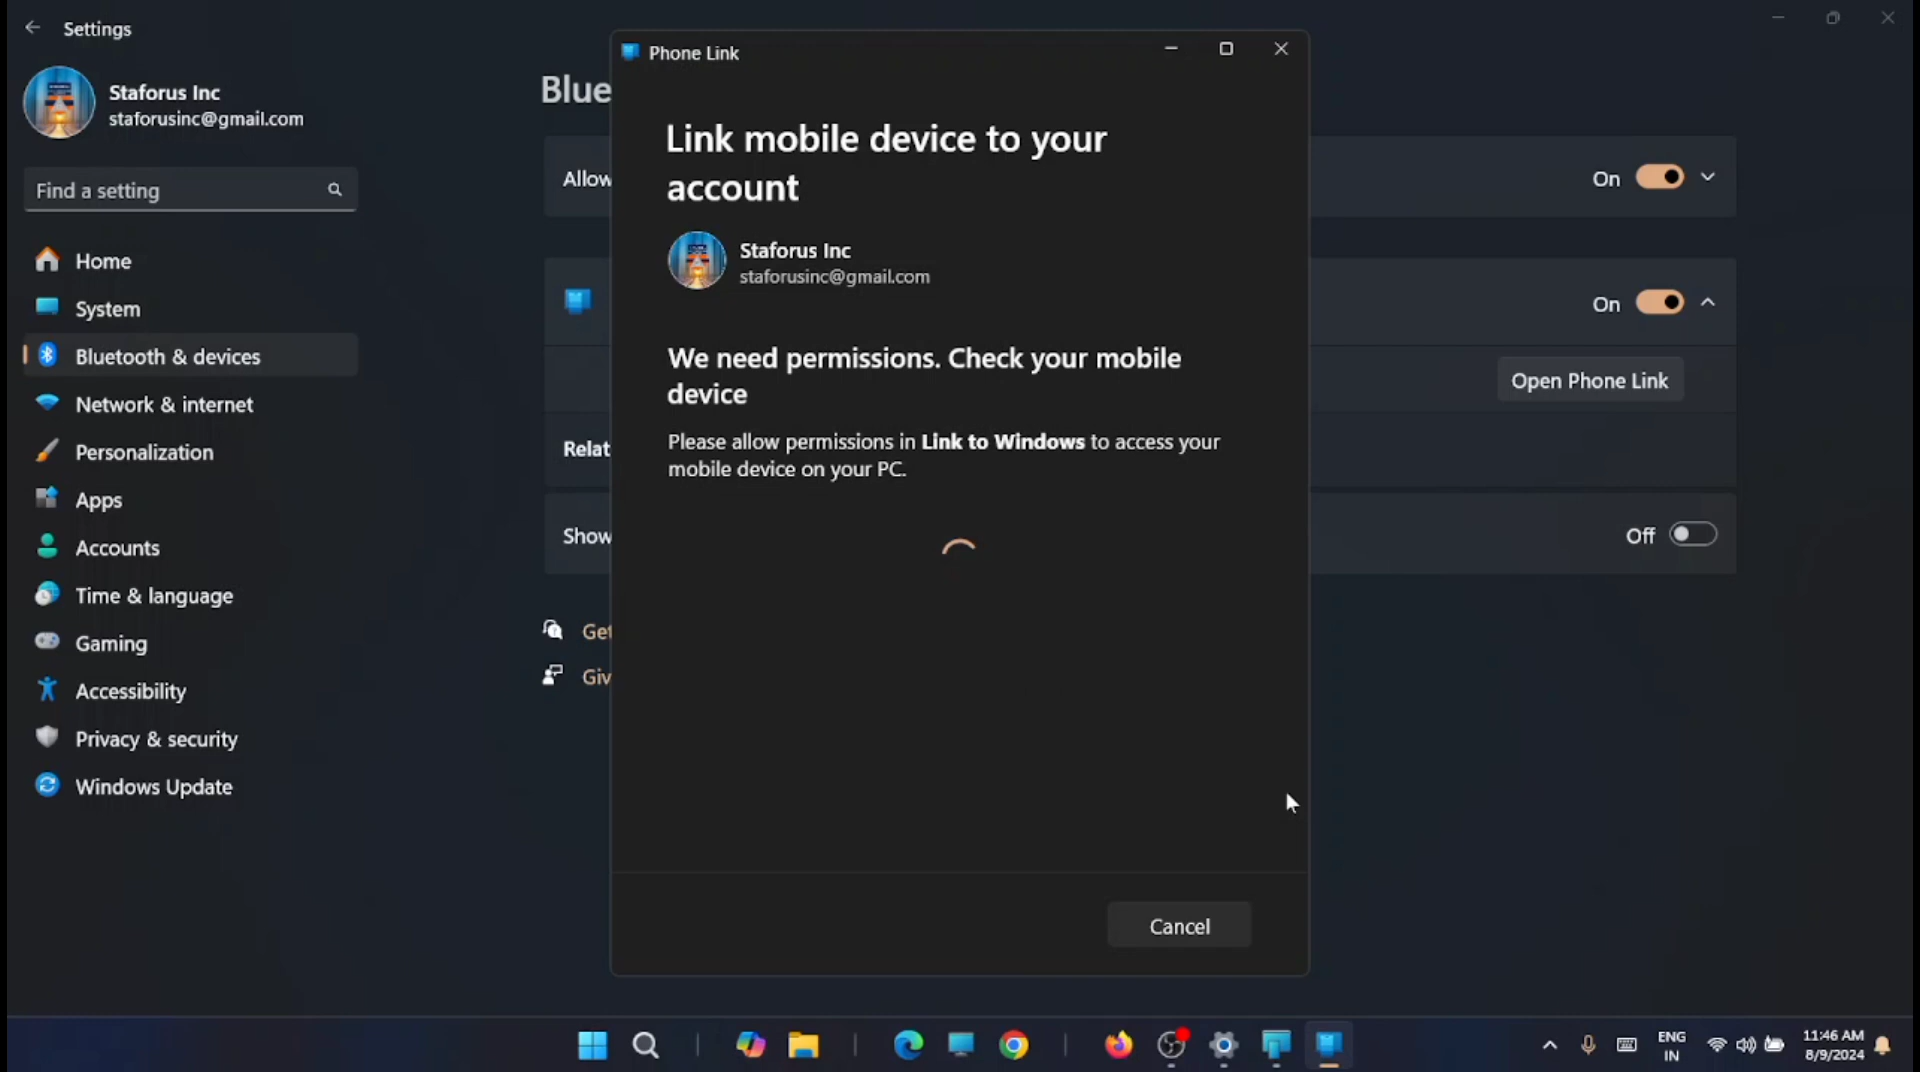 Settings
Staforus Inc
staforusinc@gmail.com
Find a setting
Home
System
Bluetooth & devices
Network & internet
Personalization
Apps
Accounts
Time & language
Gaming
Accessibility
Privacy & security
Windows Update
Blue
Allow
On
On
Open Phone Link
Relat
Show
Off
Get
Giv
Phone Link
Link mobile device to your
account
Staforus Inc
staforusinc@gmail.com
We need permissions. Check your mobile
device
Please allow permissions in Link to Windows to access your
mobile device on your PC.
Cancel
ENG
IN
11:46 AM
8/9/2024